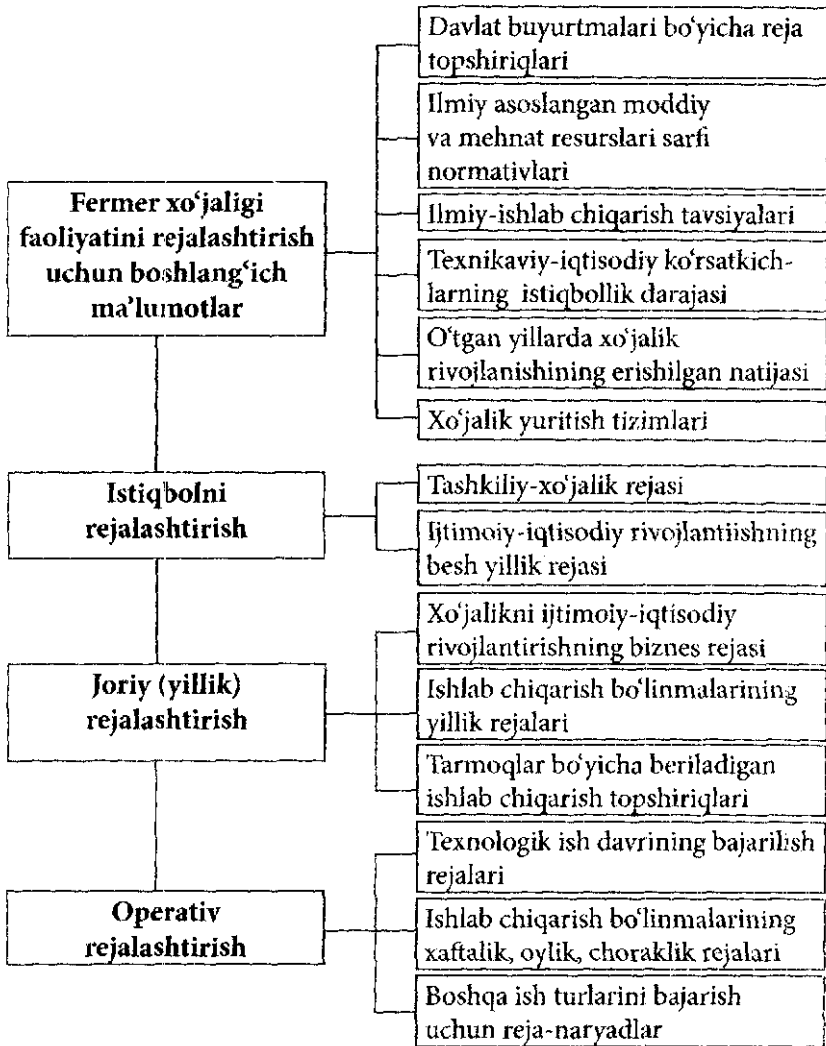 Fermer xo‘jaligi
faoliyatini rejalashtirish
uchun boshlang‘ich
ma’lumotlar
Davlat buyurtmalari bo‘yicha reja
topshiriqlari
Ilmiy asoslangan moddiy
va mehnat resurslari sarfi
normativlari
Ilmiy-ishlab chiqarish tavsiyalari
Texnikaviy-iqtisodiy ko‘rsatkich-
larning istiqbollik darajasi
O‘tgan yillarda xo‘jalik
rivojlanishining erishilgan natijasi
Xo‘jalik yuritish tizimlari
Istiqbolni
rejalashtirish
Tashkiliy-xo‘jalik rejasi
Ijtimoiy-iqtisodiy rivojlantiishning
besh yillik rejasi
Joriy (yillik)
rejalashtirish
Xo‘jalikni ijtimoiy-iqtisodiy
rivojlantirishning biznes rejasi
Ishlab chiqarish bo‘linmalarining
yillik rejalari
Tarmoqlar bo‘yicha beriladigan
ishlab chiqarish topshiriqlari
Operativ
rejalashtirish
Texnologik ish davrining bajarilish
rejalari
Ishlab chiqarish bo‘linmalarining
xaftalik, oylik, choraklik rejalari
Boshqa ish turlarini bajarish
uchun reja-naryadlar